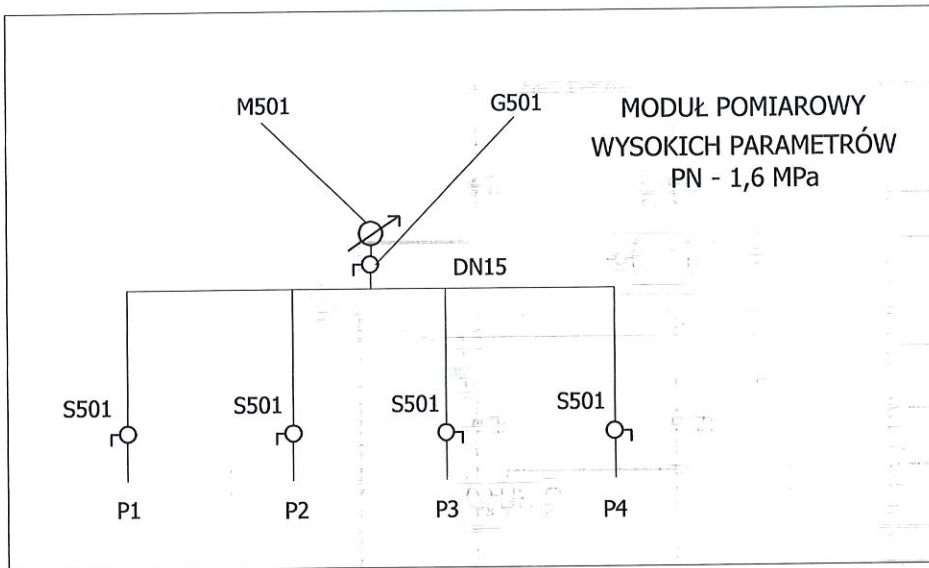 M501
G501
MODUŁ POMIAROWY
WYSOKICH PARAMETRÓW
PN - 1,6 MPa
DN15
S501
S501
S501
S501
P1
P2
P3
P4